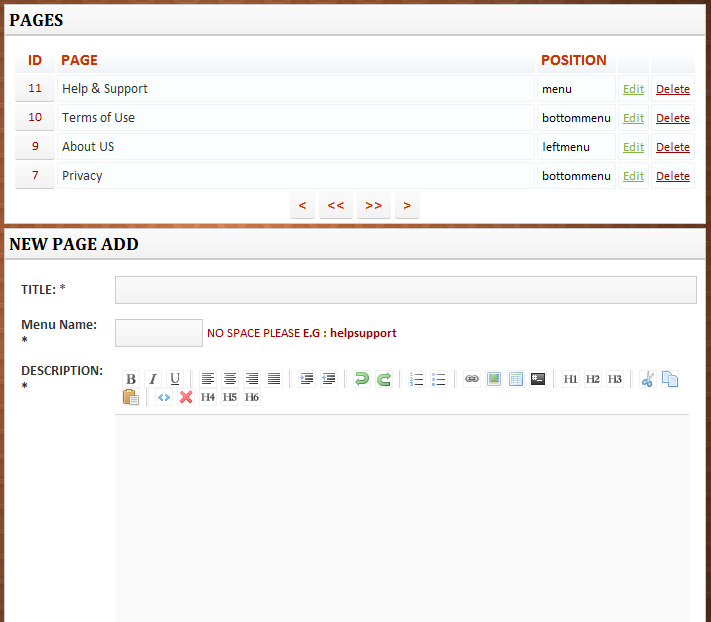 PAGES
ID PAGE POSITION
11 Help & Support menu Edit Delete
10 Terms of Use bottommenu Edit Delete
9 About US leftmenu Edit Delete
7 Privacy bottommenu Edit Delete
< << >> >
NEW PAGE ADD
TITLE: *
Menu Name: * NO SPACE PLEASE E.G : helpsupport
DESCRIPTION: *
B I U H1 H2 H3
H4 H5 H6